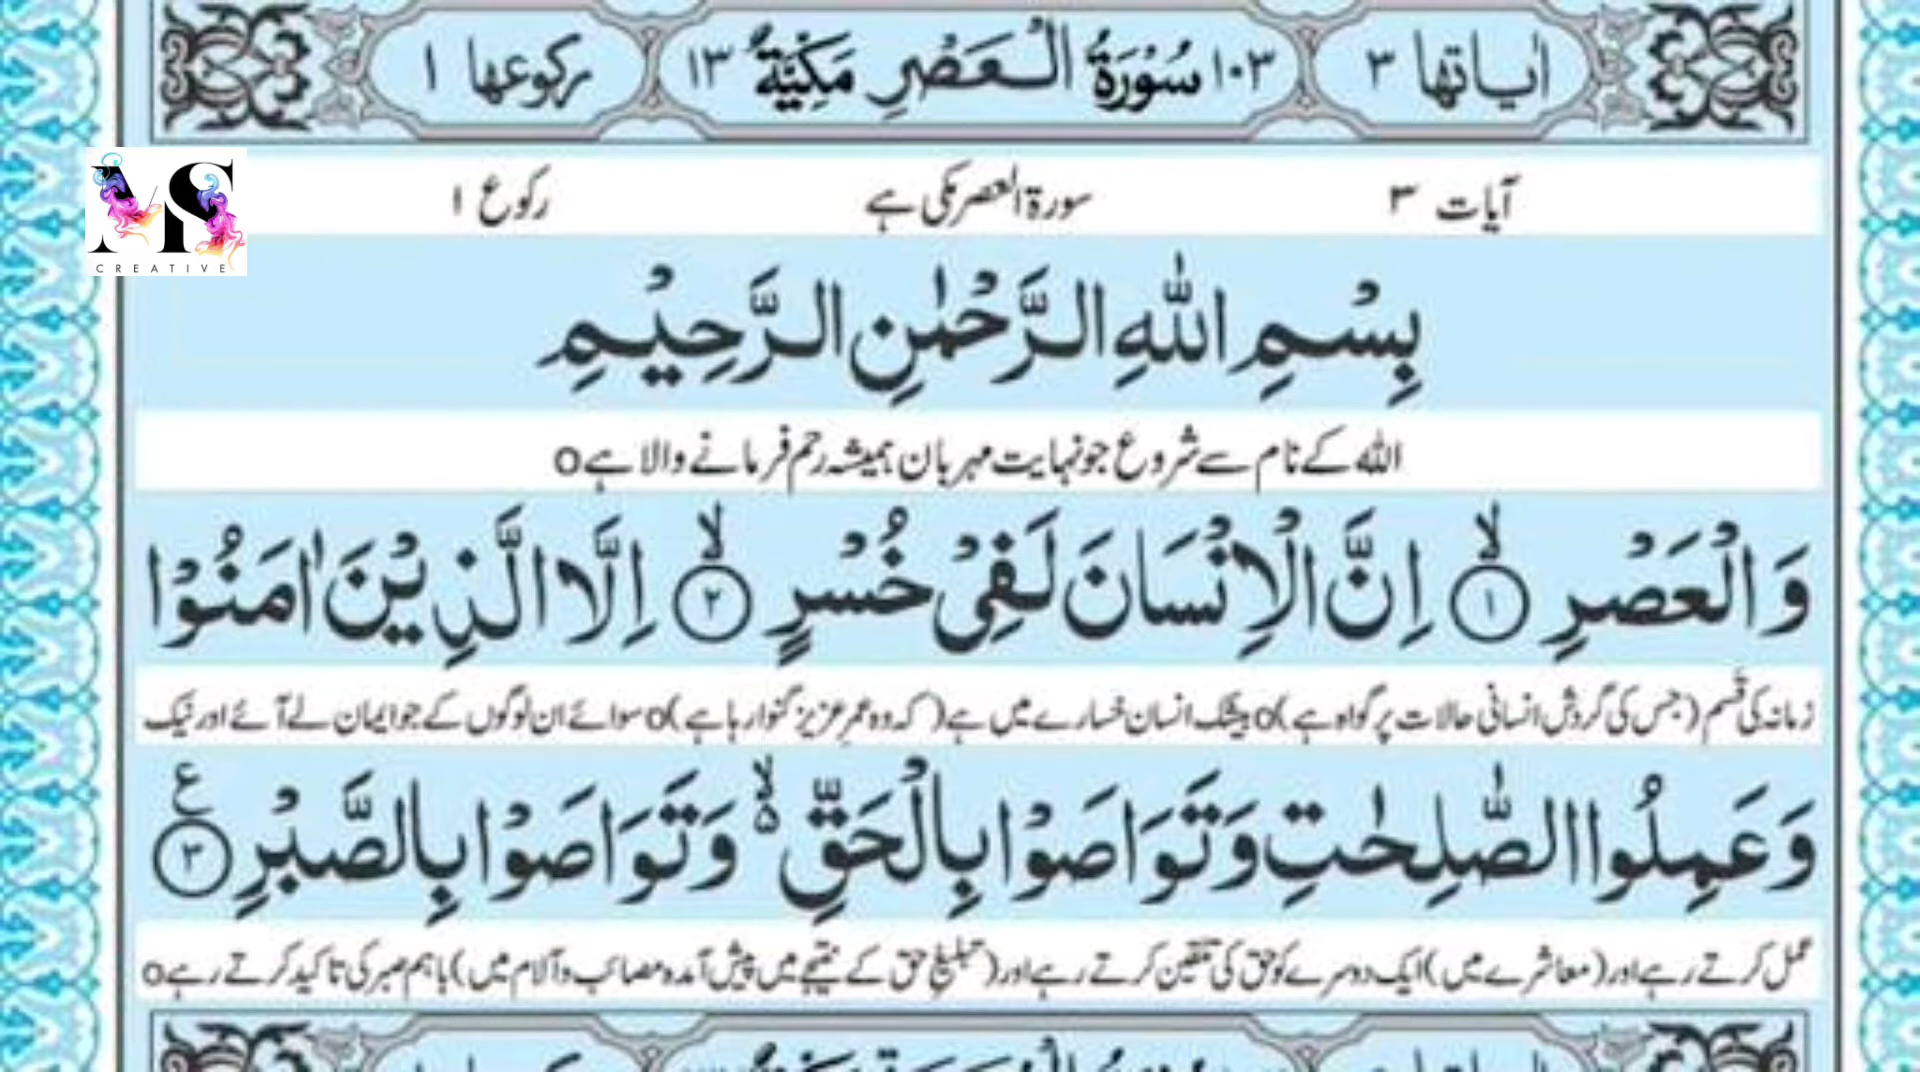 اٰیاتھا ۳ ۱۰۳ سُوْرَةُ الْعَصْرِ مَكِّيَّةٌ ۱۳ رکوعھا ۱
آیات ۳ سورۃ العصر مکی ہے رکوع ۱
MS
CREATIVE
بِسْمِ اللّٰهِ الرَّحْمٰنِ الرَّحِيْمِ
اللہ کے نام سے شروع جو نہایت مہربان ہمیشہ رحم فرمانے والا ہے o
وَ الْعَصْرِ ۙ﴿۱﴾ اِنَّ الْاِنْسَانَ لَفِيْ خُسْرٍ ۙ﴿۲﴾ اِلَّا الَّذِيْنَ اٰمَنُوْا
زمانہ کی قسم (جس کی گردش انسانی حالات پر گواہ ہے) o بیشک انسان خسارے میں ہے (کہ وہ عمرِ عزیز گنوا رہا ہے) o سوائے ان لوگوں کے جو ایمان لے آئے اور نیک
وَ عَمِلُوا الصّٰلِحٰتِ وَ تَوَاصَوْا بِالْحَقِّ ۙ۬ وَ تَوَاصَوْا بِالصَّبْرِ ﴿۳﴾ ع
عمل کرتے رہے اور (معاشرے میں) ایک دوسرے کو حق کی تلقین کرتے رہے اور (تبلیغِ حق کے نتیجے میں پیش آمدہ مصائب و آلام میں) باہم صبر کی تاکید کرتے رہے o